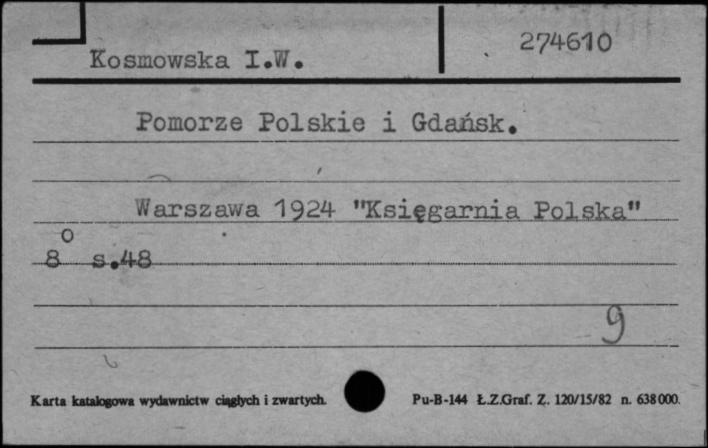 Kosmowska I.W.
274610
Pomorze Polskie i Gdańsk.
Warszawa 1924 "Księgarnia Polska"
8° s.48
9
Karta katalogowa wydawnictw ciągłych i zwartych. Pu-B-144 Ł.Z.Graf. Z. 120/15/82 n. 638000.